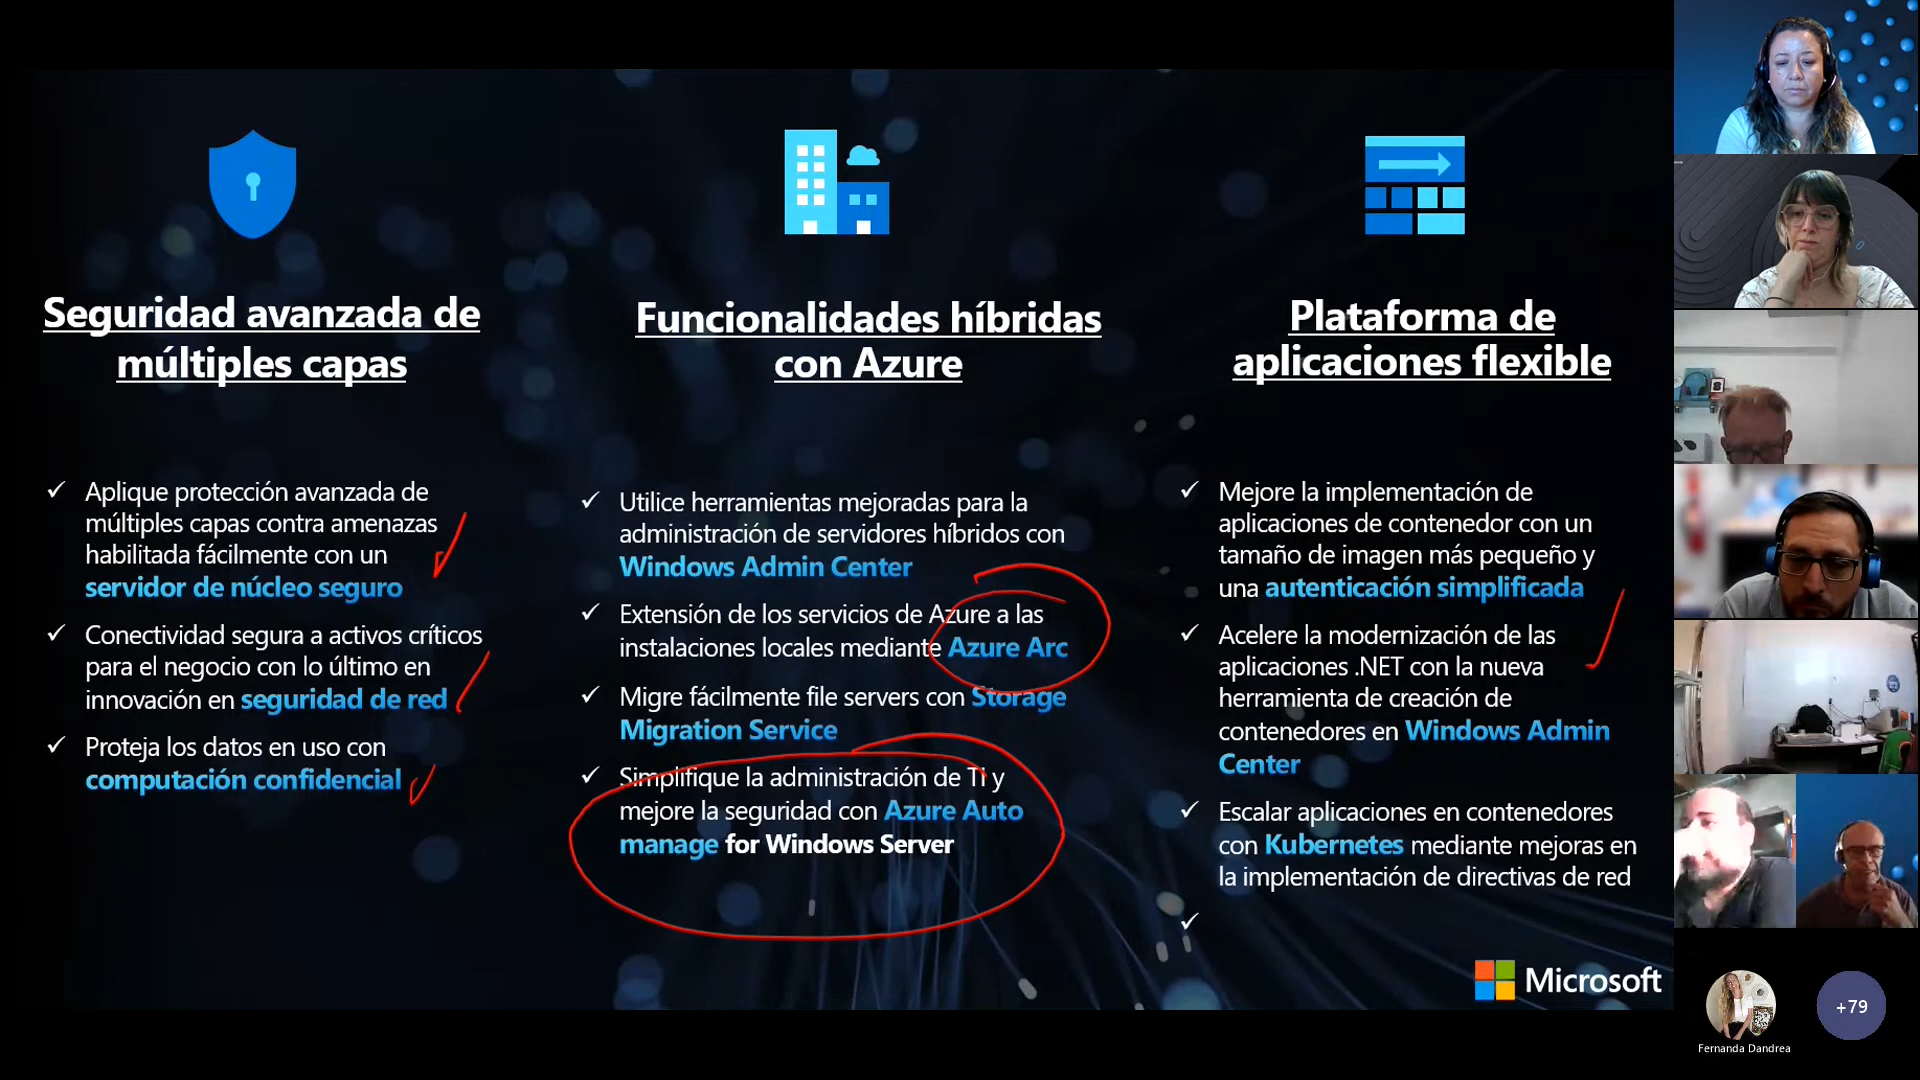 Seguridad avanzada de
múltiples capas
Aplique protección avanzada de
múltiples capas contra amenazas
habilitada fácilmente con un
servidor de núcleo seguro
Conectividad segura a activos críticos
para el negocio con lo último en
innovación en seguridad de red
Proteja los datos en uso con
computación confidencial
Funcionalidades híbridas
con Azure
Utilice herramientas mejoradas para la
administración de servidores híbridos con
Windows Admin Center
Extensión de los servicios de Azure a las
instalaciones locales mediante Azure Arc
Migre fácilmente file servers con Storage
Migration Service
Simplifique la administración de TI y
mejore la seguridad con Azure Auto
manage for Windows Server
Plataforma de
aplicaciones flexible
Mejore la implementación de
aplicaciones de contenedor con un
tamaño de imagen más pequeño y
una autenticación simplificada
Acelere la modernización de las
aplicaciones .NET con la nueva
herramienta de creación de
contenedores en Windows Admin
Center
Escalar aplicaciones en contenedores
con Kubernetes mediante mejoras en
la implementación de directivas de red
Microsoft
+79
Fernanda Dandrea